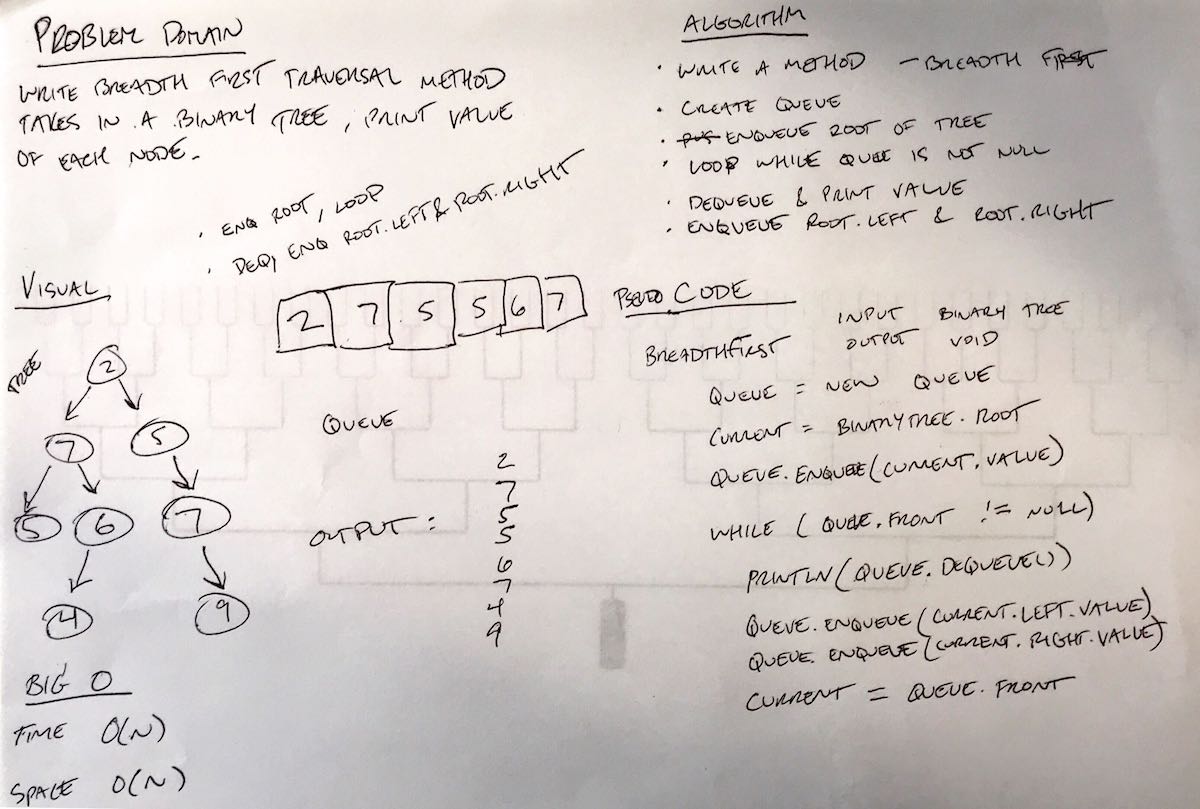 PROBLEM DOMAIN
WRITE BREADTH FIRST TRAVERSAL METHOD
TAKES IN A BINARY TREE, PRINT VALUE
OF EACH NODE.
· ENQ ROOT, LOOP
· DEQ, ENQ ROOT.LEFT & ROOT.RIGHT
ALGORITHM
· WRITE A METHOD - BREADTH FIRST
· CREATE QUEUE
· ENQUEUE ROOT OF TREE
· LOOP WHILE QUEE IS NOT NULL
· DEQUEUE & PRINT VALUE
· ENQUEUE ROOT.LEFT & ROOT.RIGHT
VISUAL
TREE
2
7 5
5 6 7
4 9
2 7 5 5 6 7
QUEUE
OUTPUT:
2
7
5
5
6
7
4
9
BIG O
TIME O(N)
SPACE O(N)
PSEUDO CODE
INPUT BINARY TREE
BREADTHFIRST OUTPUT VOID
QUEUE = NEW QUEUE
CURRENT = BINARYTREE.ROOT
QUEUE.ENQUEUE(CURRENT.VALUE)
WHILE (QUEUE.FRONT != NULL)
PRINTLN(QUEUE.DEQUEUE())
QUEUE.ENQUEUE(CURRENT.LEFT.VALUE)
QUEUE.ENQUEUE(CURRENT.RIGHT.VALUE)
CURRENT = QUEUE.FRONT